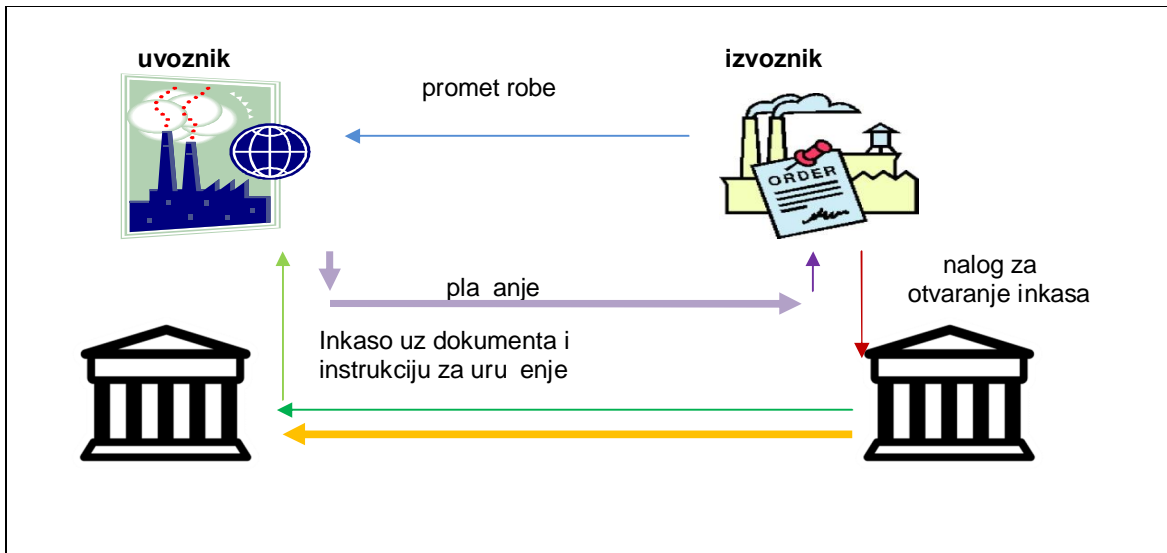 uvoznik
izvoznik
promet robe
ORDER
nalog za
otvaranje inkasa
pla anje
Inkaso uz dokumenta i
instrukciju za uru enje